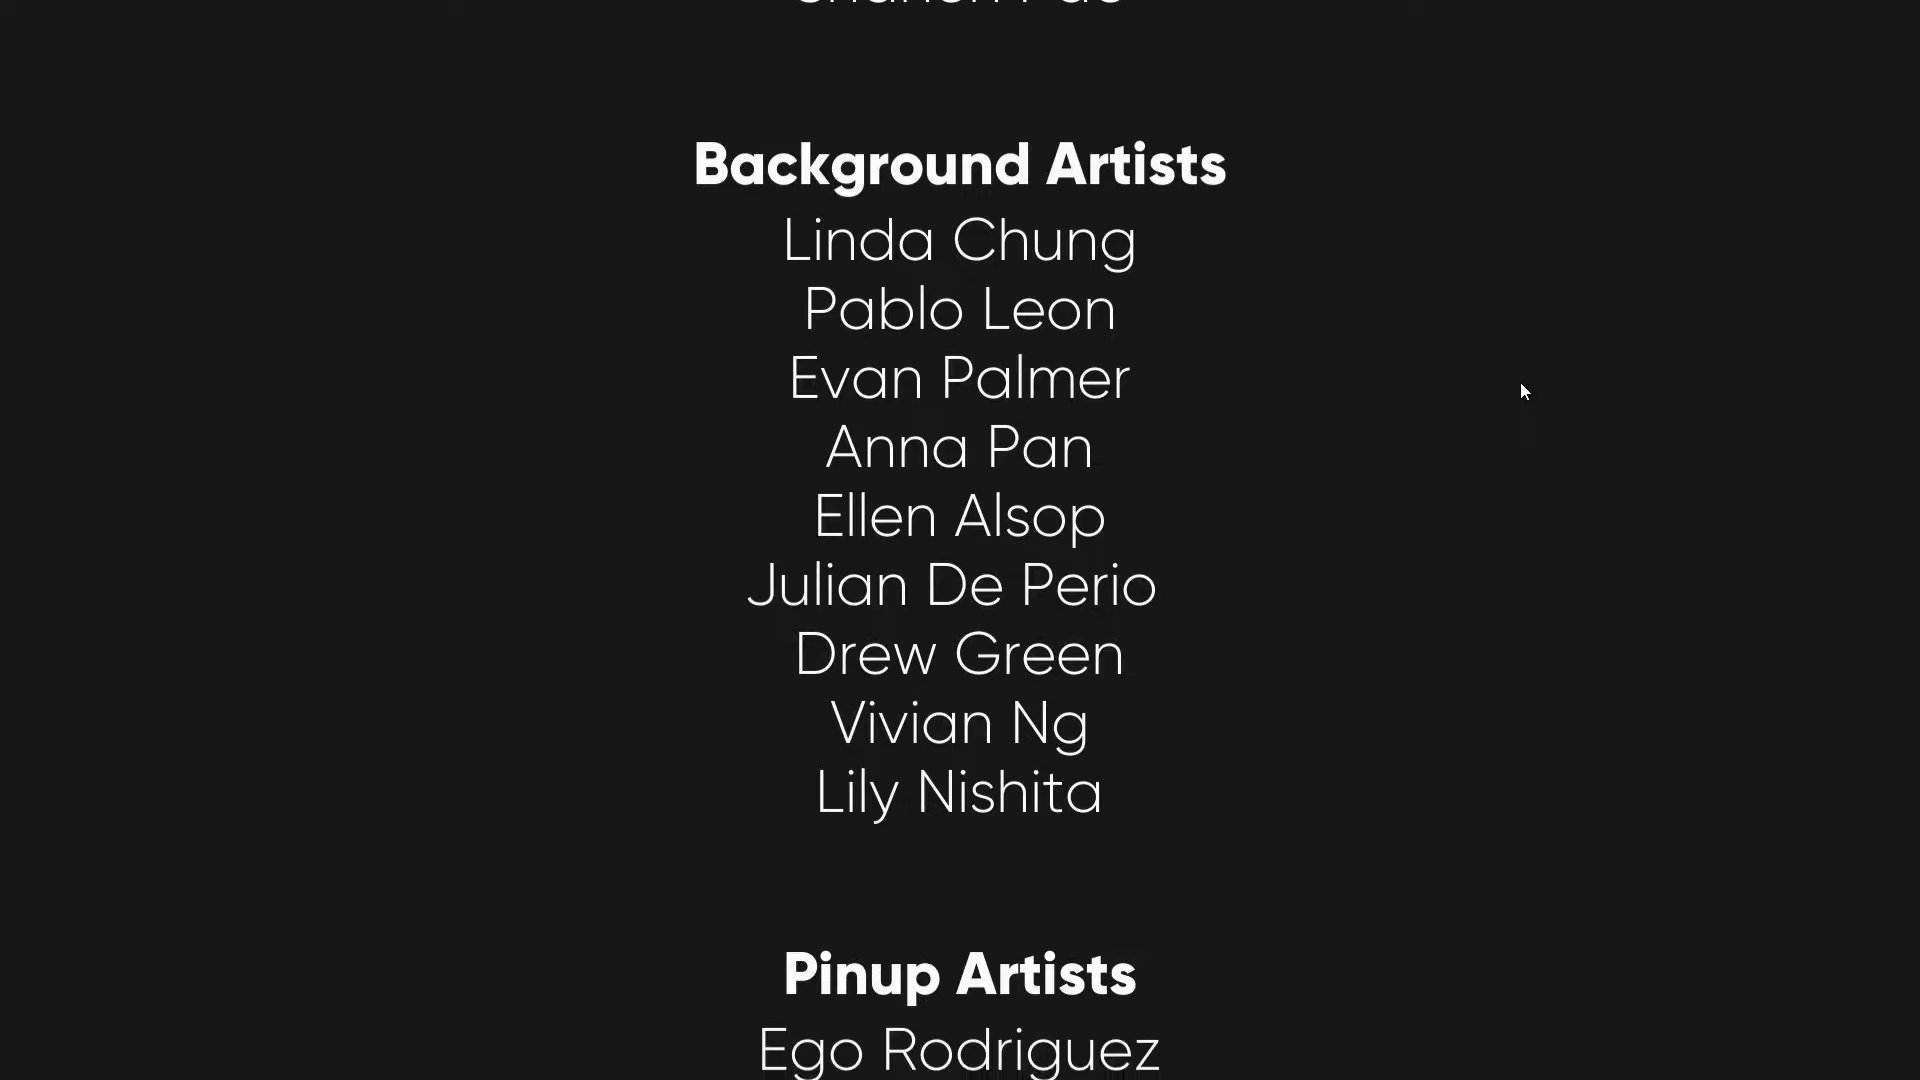 Background Artists
Linda Chung
Pablo Leon
Evan Palmer
Anna Pan
Ellen Alsop
Julian De Perio
Drew Green
Vivian Ng
Lily Nishita
Pinup Artists
Ego Rodriguez